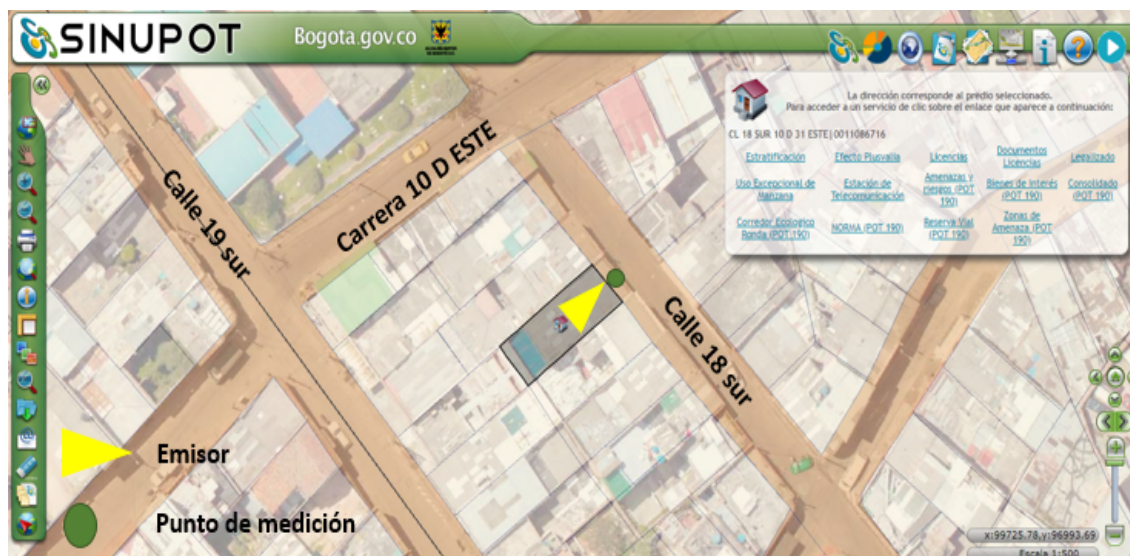 SINUPOT
Bogota.gov.co
La dirección corresponde al predio seleccionado.
Para acceder a un servicio de clic sobre el enlace que aparece a continuación:
CL 18 SUR 10 D 31 ESTE|0011086716
Estratificación
Efecto Plusvalía
Licencias
Documentos Licencias
Legalizado
Uso Excepcional de Manzana
Estación de Telecomunicación
Amenazas y riesgos (POT 190)
Bienes de Interés (POT 190)
Consolidado (POT 190)
Corredor Ecologico Ronda (POT 190)
NORMA (POT 190)
Reserva Vial (POT 190)
Zonas de Amenaza (POT 190)
Calle 19 sur
Carrera 10 D ESTE
Calle 18 sur
Emisor
Punto de medición
x:99725.78,y:96993.69
Escala 1:500